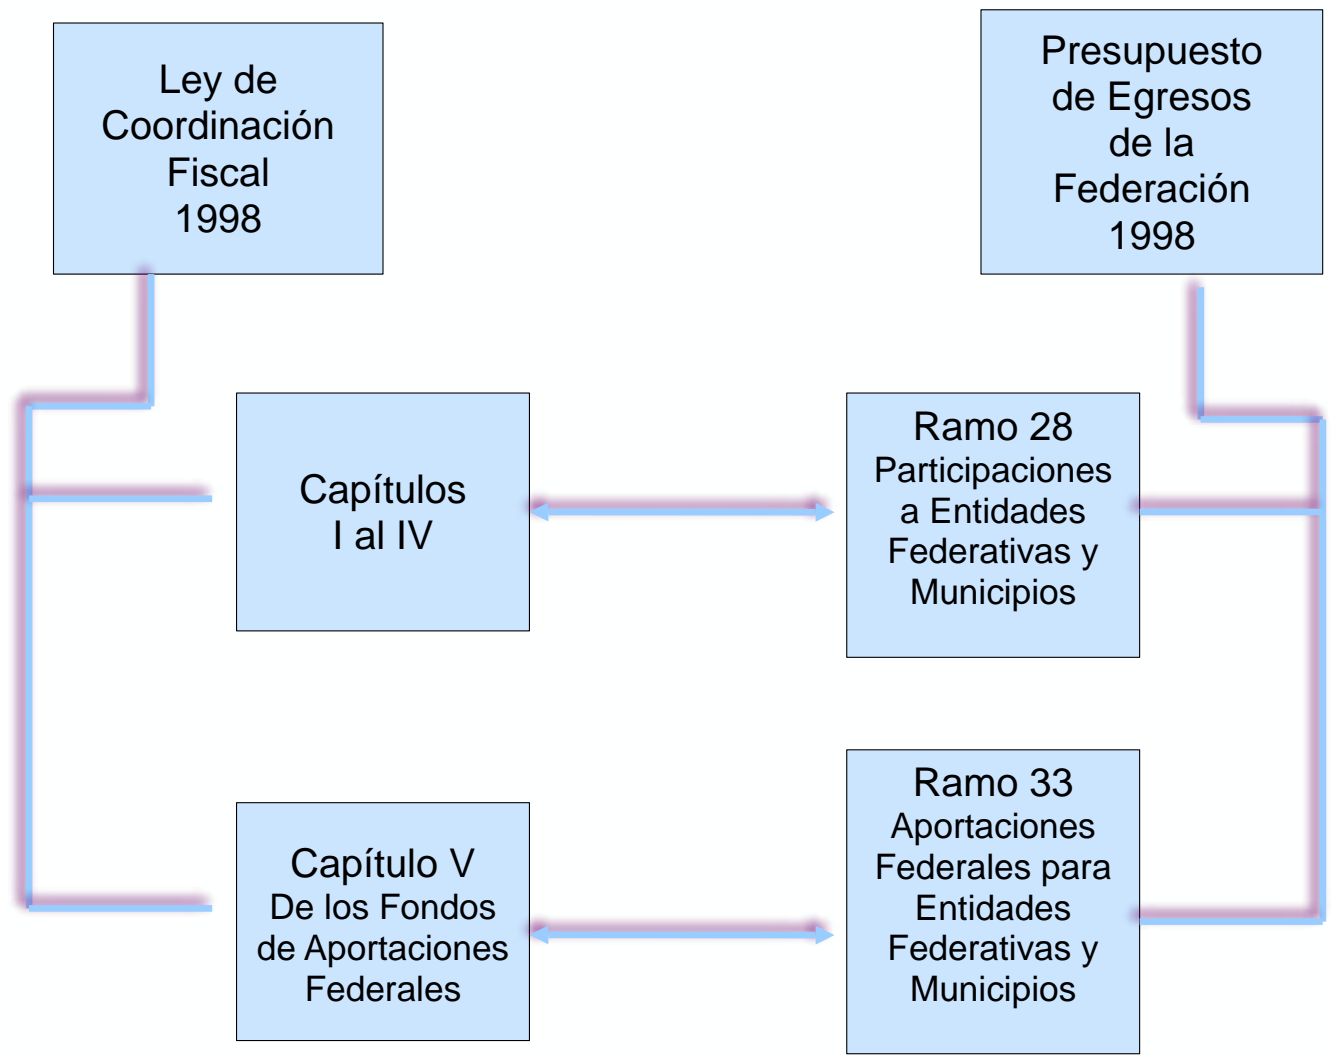 Ley de
Coordinación
Fiscal
1998
Presupuesto
de Egresos
de la
Federación
1998
Capítulos
I al IV
Ramo 28
Participaciones
a Entidades
Federativas y
Municipios
Capítulo V
De los Fondos
de Aportaciones
Federales
Ramo 33
Aportaciones
Federales para
Entidades
Federativas y
Municipios